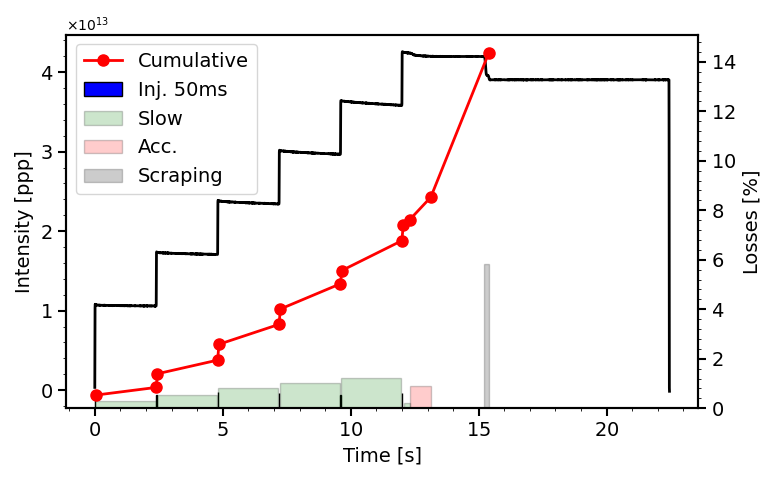 ×10¹³
Cumulative
Inj. 50ms
Slow
Acc.
Scraping
Intensity [ppp]
0
1
2
3
4
Losses [%]
0
2
4
6
8
10
12
14
0 5 10 15 20
Time [s]